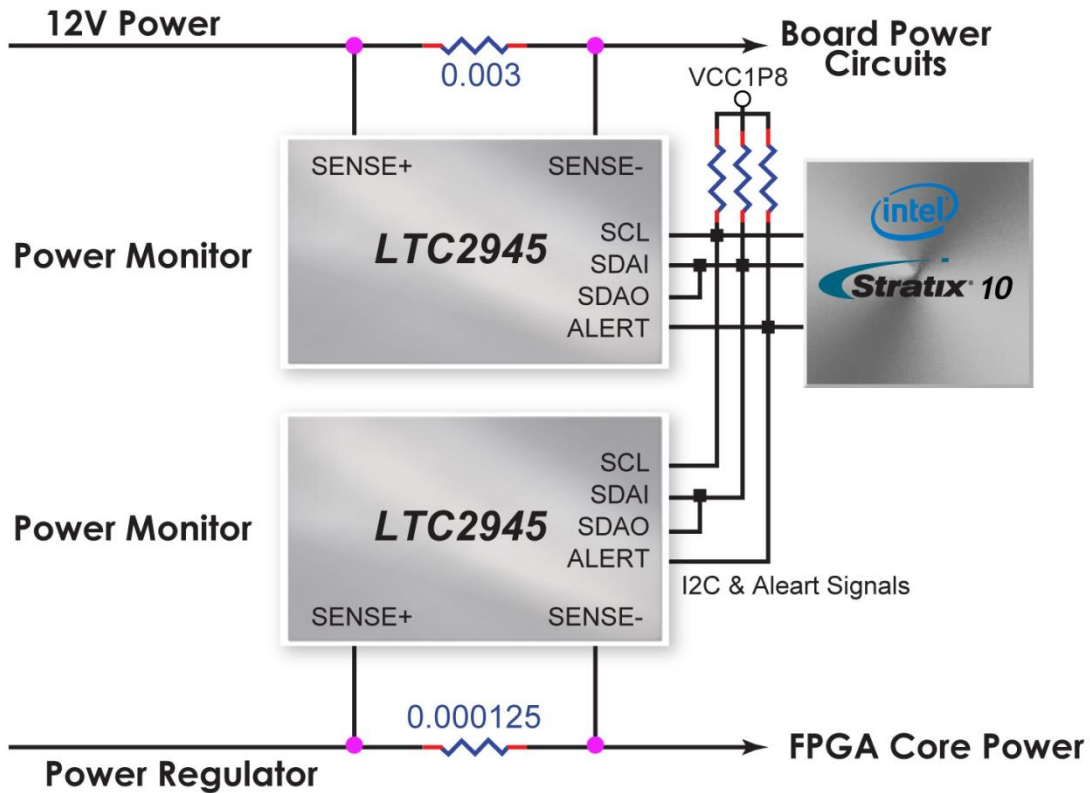 12V Power
0.003
Board Power
Circuits
VCC1P8
SENSE+ SENSE-
Power Monitor
LTC2945
SCL
SDAI
SDAO
ALERT
intel
Stratix® 10
Power Monitor
LTC2945
SCL
SDAI
SDAO
ALERT
I2C & Aleart Signals
SENSE+ SENSE-
0.000125
Power Regulator
FPGA Core Power